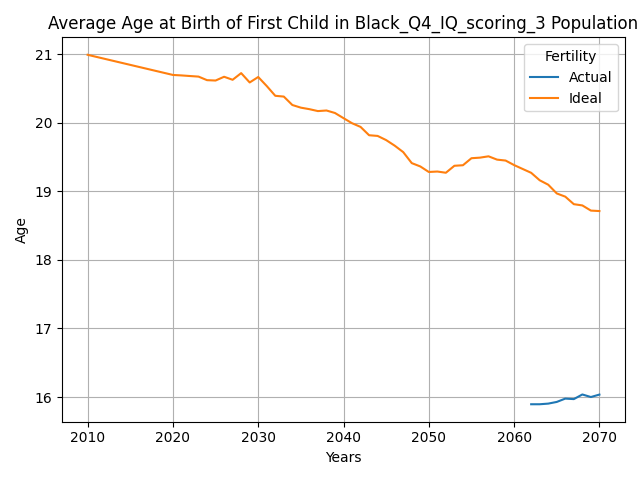 Average Age at Birth of First Child in Black_Q4_IQ_scoring_3 Population
Fertility
Actual
Ideal
21
20
19
18
17
16
Age
2010 2020 2030 2040 2050 2060 2070
Years